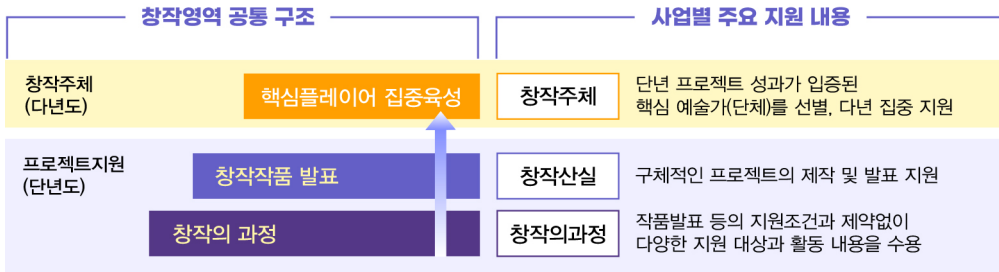 창작영역 공통 구조
사업별 주요 지원 내용
창작주체
(다년도)
핵심플레이어 집중육성
창작주체
단년 프로젝트 성과가 입증된
핵심 예술가(단체)를 선별, 다년 집중 지원
프로젝트지원
(단년도)
창작작품 발표
창작산실
구체적인 프로젝트의 제작 및 발표 지원
창작의 과정
창작의과정
작품발표 등의 지원조건과 제약없이
다양한 지원 대상과 활동 내용을 수용